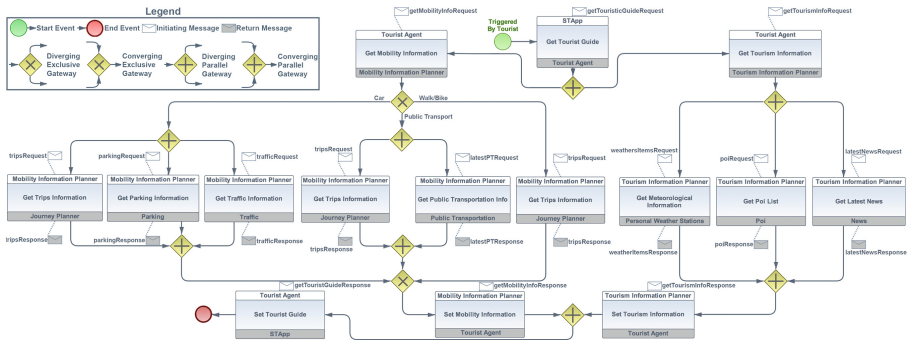 Legend
Start Event
End Event
Initiating Message
Return Message
Diverging
Exclusive
Gateway
Converging
Exclusive
Gateway
Diverging
Parallel
Gateway
Converging
Parallel
Gateway
getMobilityInfoRequest
Tourist Agent
Get Mobility Information
Mobility Information Planner
Triggered
By Tourist
getTouristicGuideRequest
STApp
Get Tourist Guide
Tourist Agent
getTourismInfoRequest
Tourist Agent
Get Tourism Information
Tourism Information Planner
Car
Walk/Bike
Public Transport
tripsRequest
Mobility Information Planner
Get Trips Information
Journey Planner
tripsResponse
parkingRequest
Mobility Information Planner
Get Parking Information
Parking
parkingResponse
trafficRequest
Mobility Information Planner
Get Traffic Information
Traffic
trafficResponse
tripsRequest
Mobility Information Planner
Get Trips Information
Journey Planner
tripsResponse
latestPTRequest
Mobility Information Planner
Get Public Transportation Info
Public Transportation
latestPTResponse
tripsRequest
Mobility Information Planner
Get Trips Information
Journey Planner
tripsResponse
weathersItemsRequest
Tourism Information Planner
Get Meteorological
Information
Personal Weather Stations
weatherItemsResponse
poiRequest
Tourism Information Planner
Get Poi List
Poi
poiResponse
latestNewsRequest
Tourism Information Planner
Get Latest News
News
latestNewsResponse
getTouristGuideResponse
Tourist Agent
Set Tourist Guide
STApp
getMobilityInfoResponse
Mobility Information Planner
Set Mobility Information
Tourist Agent
getTourismInfoResponse
Tourism Information Planner
Set Tourism Information
Tourist Agent